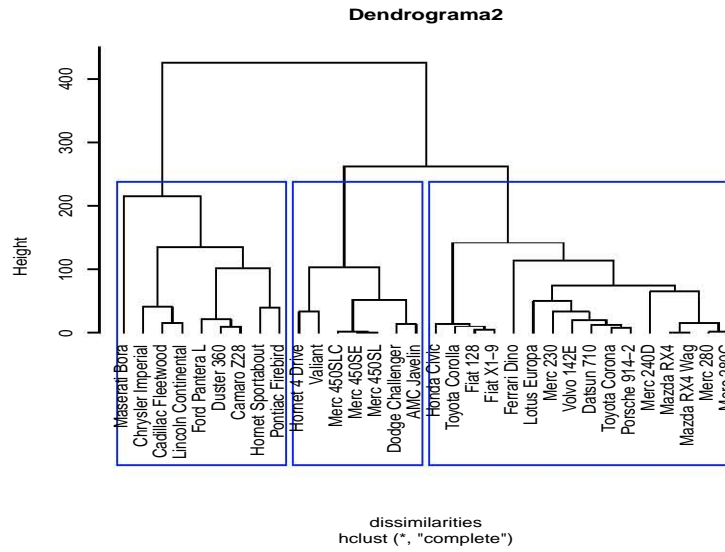 Dendrograma2
Height
400
300
200
100
0
Maserati Bora
Chrysler Imperial
Cadillac Fleetwood
Lincoln Continental
Ford Pantera L
Duster 360
Camaro Z28
Hornet Sportabout
Pontiac Firebird
Hornet 4 Drive
Valiant
Merc 450SLC
Merc 450SE
Merc 450SL
Dodge Challenger
AMC Javelin
Honda Civic
Toyota Corolla
Fiat 128
Fiat X1−9
Ferrari Dino
Lotus Europa
Merc 230
Volvo 142E
Datsun 710
Toyota Corona
Porsche 914−2
Merc 240D
Mazda RX4
Mazda RX4 Wag
Merc 280
Merc 280C
dissimilarities
hclust (*, "complete")